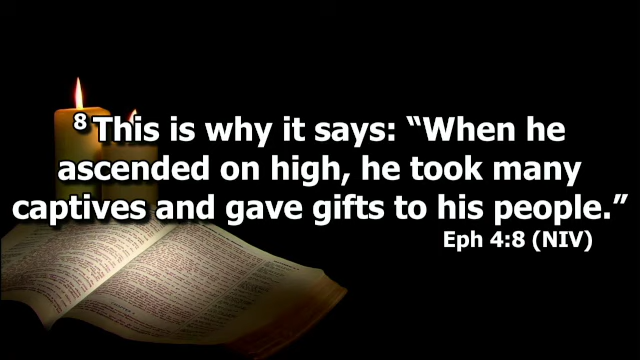 8 This is why it says: “When he
ascended on high, he took many
captives and gave gifts to his people.”
Eph 4:8 (NIV)